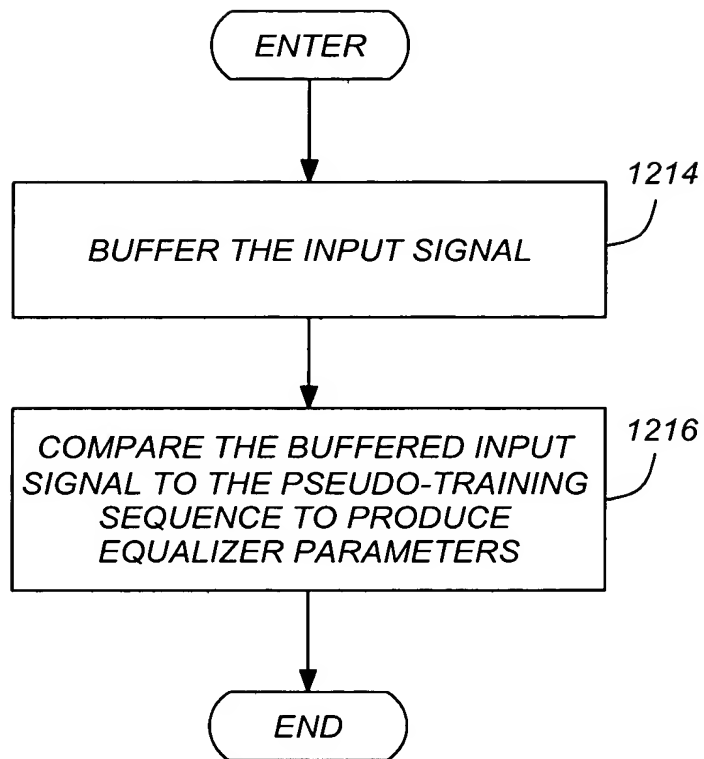 ENTER
1214
BUFFER THE INPUT SIGNAL
1216
COMPARE THE BUFFERED INPUT
SIGNAL TO THE PSEUDO-TRAINING
SEQUENCE TO PRODUCE
EQUALIZER PARAMETERS
END